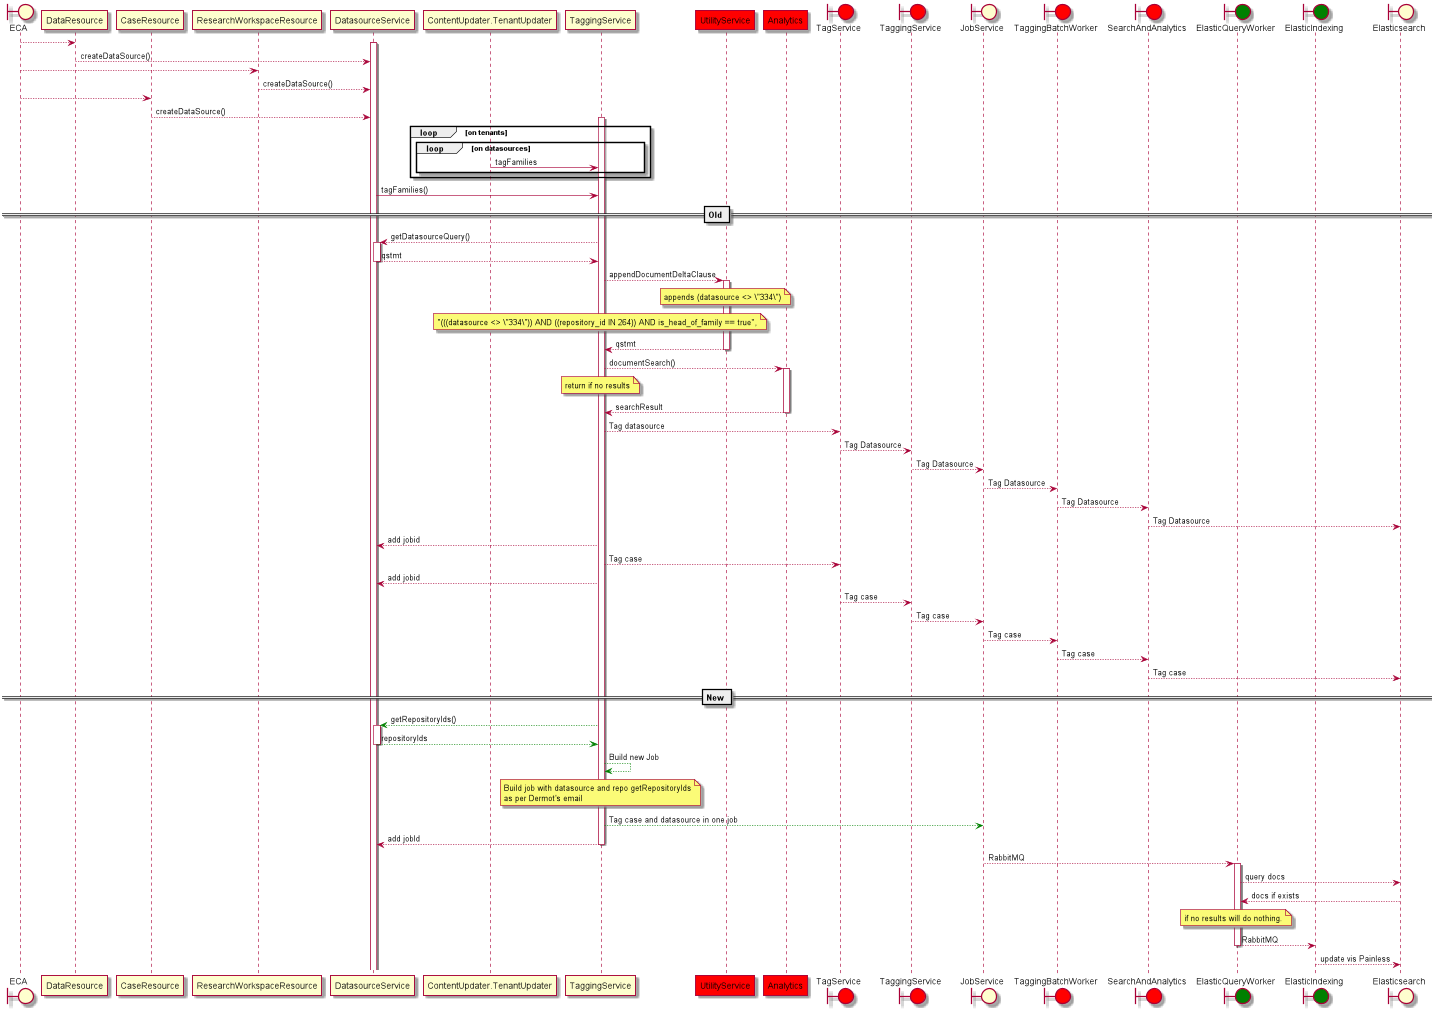 ECA
DataResource
CaseResource
ResearchWorkspaceResource
DatasourceService
ContentUpdater.TenantUpdater
TaggingService
UtilityService
Analytics
TagService
TaggingService
JobService
TaggingBatchWorker
SearchAndAnalytics
ElasticQueryWorker
ElasticIndexing
Elasticsearch
createDataSource()
createDataSource()
createDataSource()
loop [on tenants]
loop [on datasources]
tagFamilies
tagFamilies()
Old
getDatasourceQuery()
qstmt
appendDocumentDeltaClause
appends (datasource <> \"334\")
"(((datasource <> \"334\")) AND ((repository_id IN 264)) AND is_head_of_family == true",
qstmt
documentSearch()
return if no results
searchResult
Tag datasource
Tag Datasource
Tag Datasource
Tag Datasource
Tag Datasource
Tag Datasource
add jobid
Tag case
add jobid
Tag case
Tag case
Tag case
Tag case
Tag case
New
getRepositoryIds()
repositoryIds
Build new Job
Build job with datasource and repo getRepositoryIds
as per Dermot's email
Tag case and datasource in one job
add jobId
RabbitMQ
query docs
docs if exists
if no results will do nothing.
RabbitMQ
update vis Painless
ECA
DataResource
CaseResource
ResearchWorkspaceResource
DatasourceService
ContentUpdater.TenantUpdater
TaggingService
UtilityService
Analytics
TagService
TaggingService
JobService
TaggingBatchWorker
SearchAndAnalytics
ElasticQueryWorker
ElasticIndexing
Elasticsearch